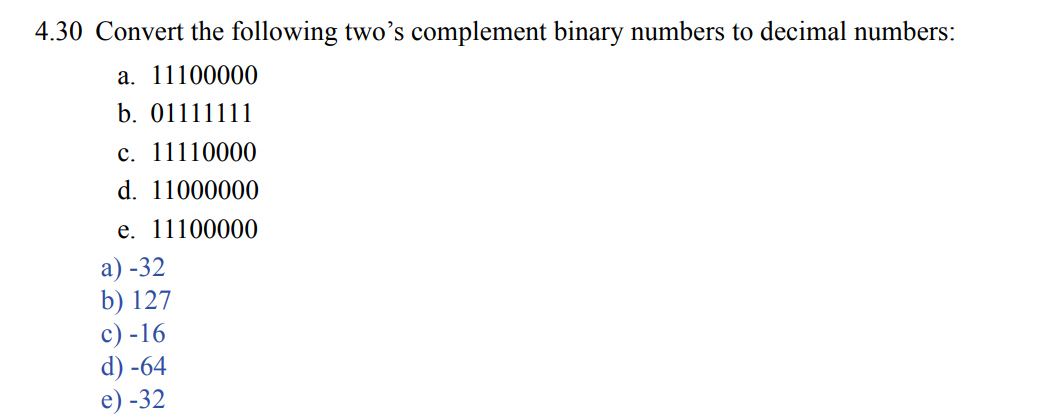 4.30 Convert the following two’s complement binary numbers to decimal numbers:
a. 11100000
b. 01111111
c. 11110000
d. 11000000
e. 11100000
a) -32
b) 127
c) -16
d) -64
e) -32